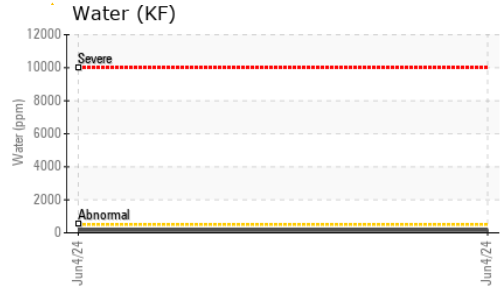 Water (KF)
12000
Severe
10000
8000
6000
4000
2000
Abnormal
0
Water (ppm)
Jun4/24
Jun4/24